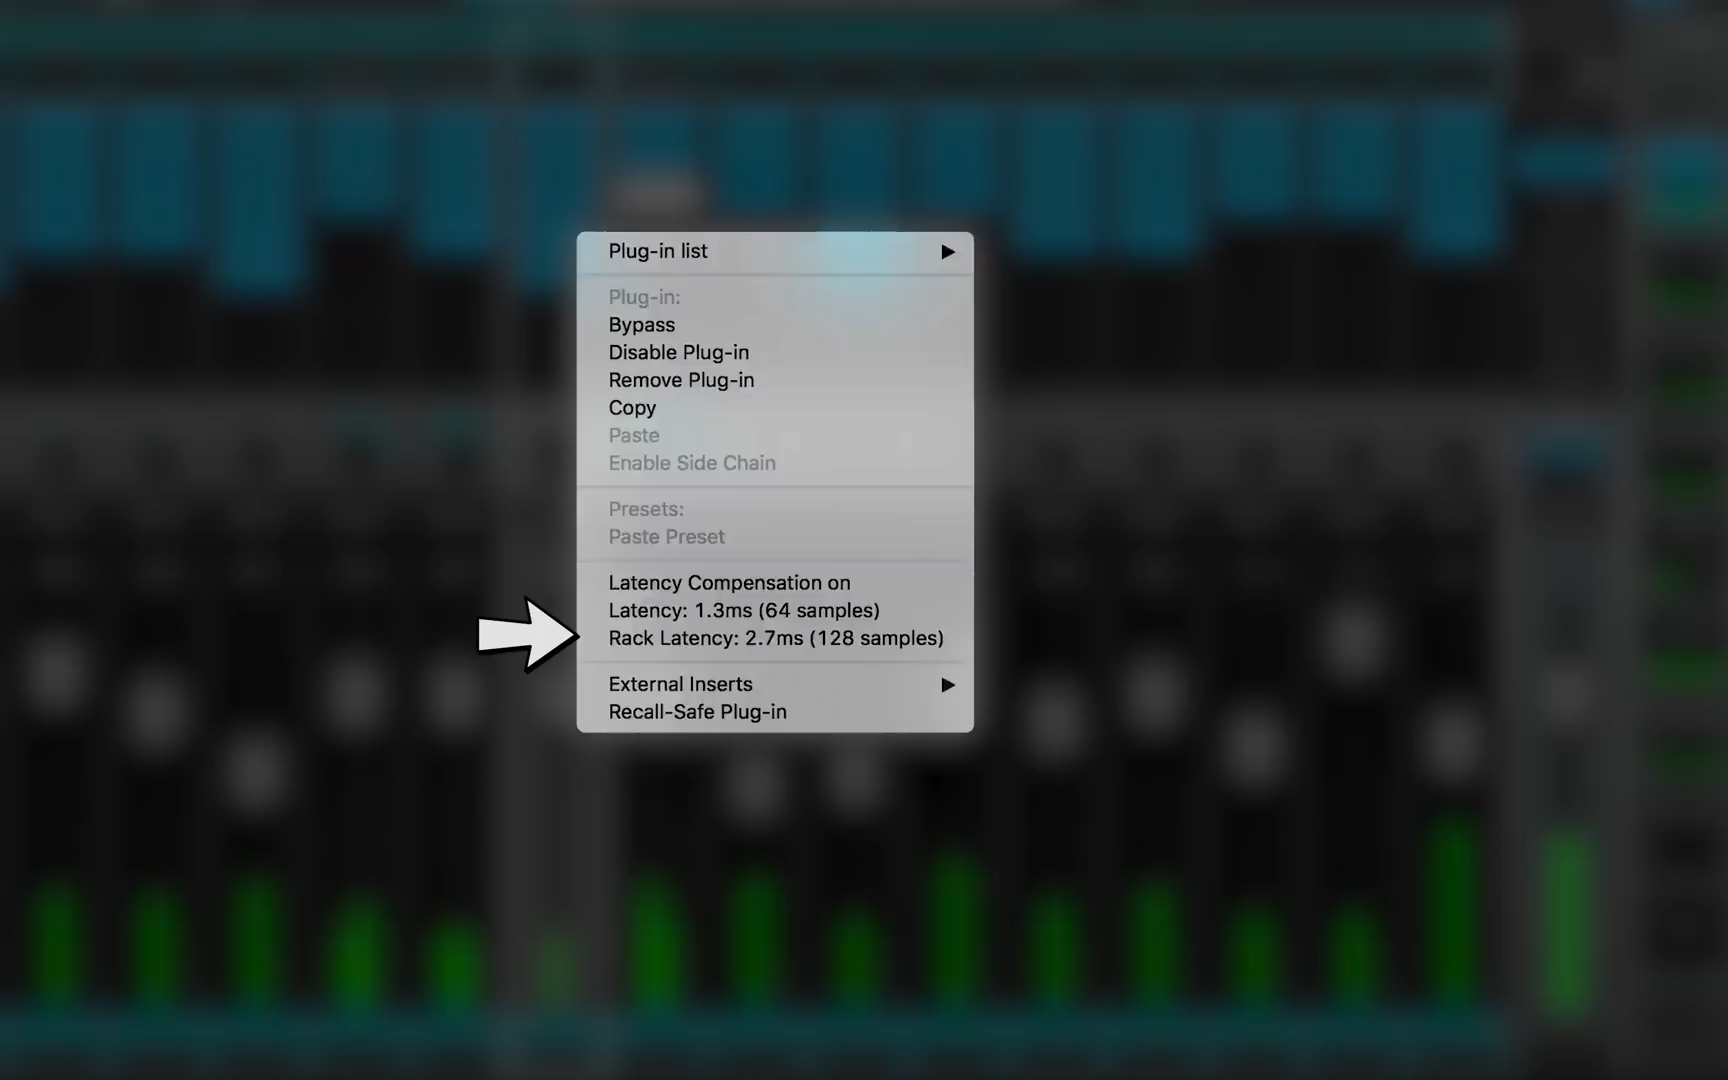 Plug-in list
Plug-in:
Bypass
Disable Plug-in
Remove Plug-in
Copy
Paste
Enable Side Chain
Presets:
Paste Preset
Latency Compensation on
Latency: 1.3ms (64 samples)
Rack Latency: 2.7ms (128 samples)
External Inserts
Recall-Safe Plug-in